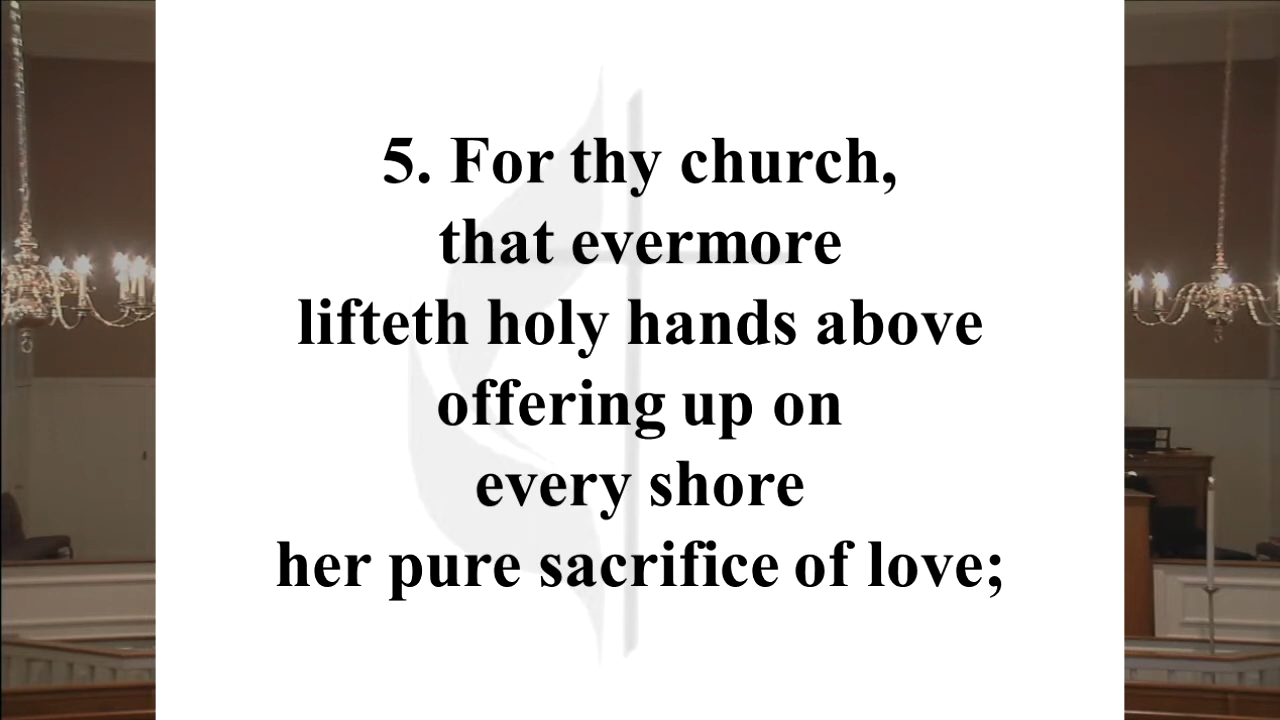 5. For thy church,
that evermore
lifteth holy hands above
offering up on
every shore
her pure sacrifice of love;